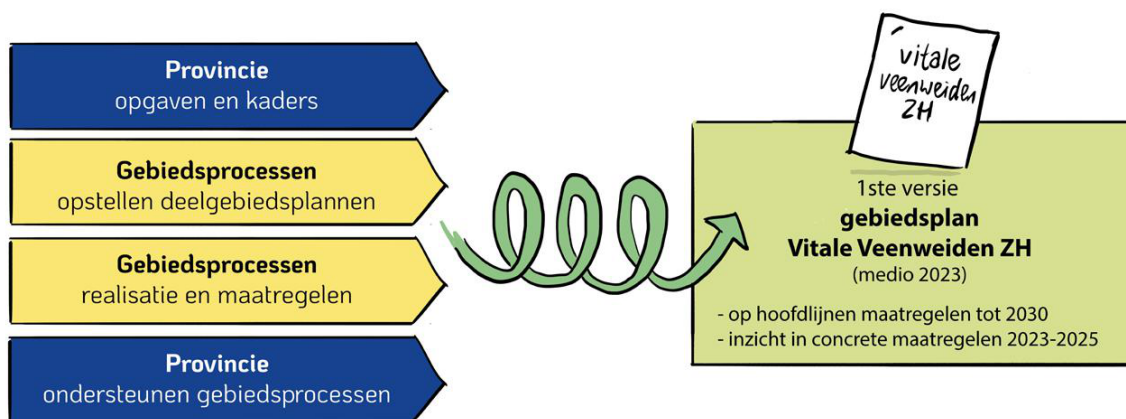 Provincie
opgaven en kaders
Gebiedsprocessen
opstellen deelgebiedsplannen
Gebiedsprocessen
realisatie en maatregelen
Provincie
ondersteunen gebiedsprocessen
vitale
veenweiden
ZH
1ste versie
gebiedsplan
Vitale Veenweiden ZH
(medio 2023)
- op hoofdlijnen maatregelen tot 2030
- inzicht in concrete maatregelen 2023-2025